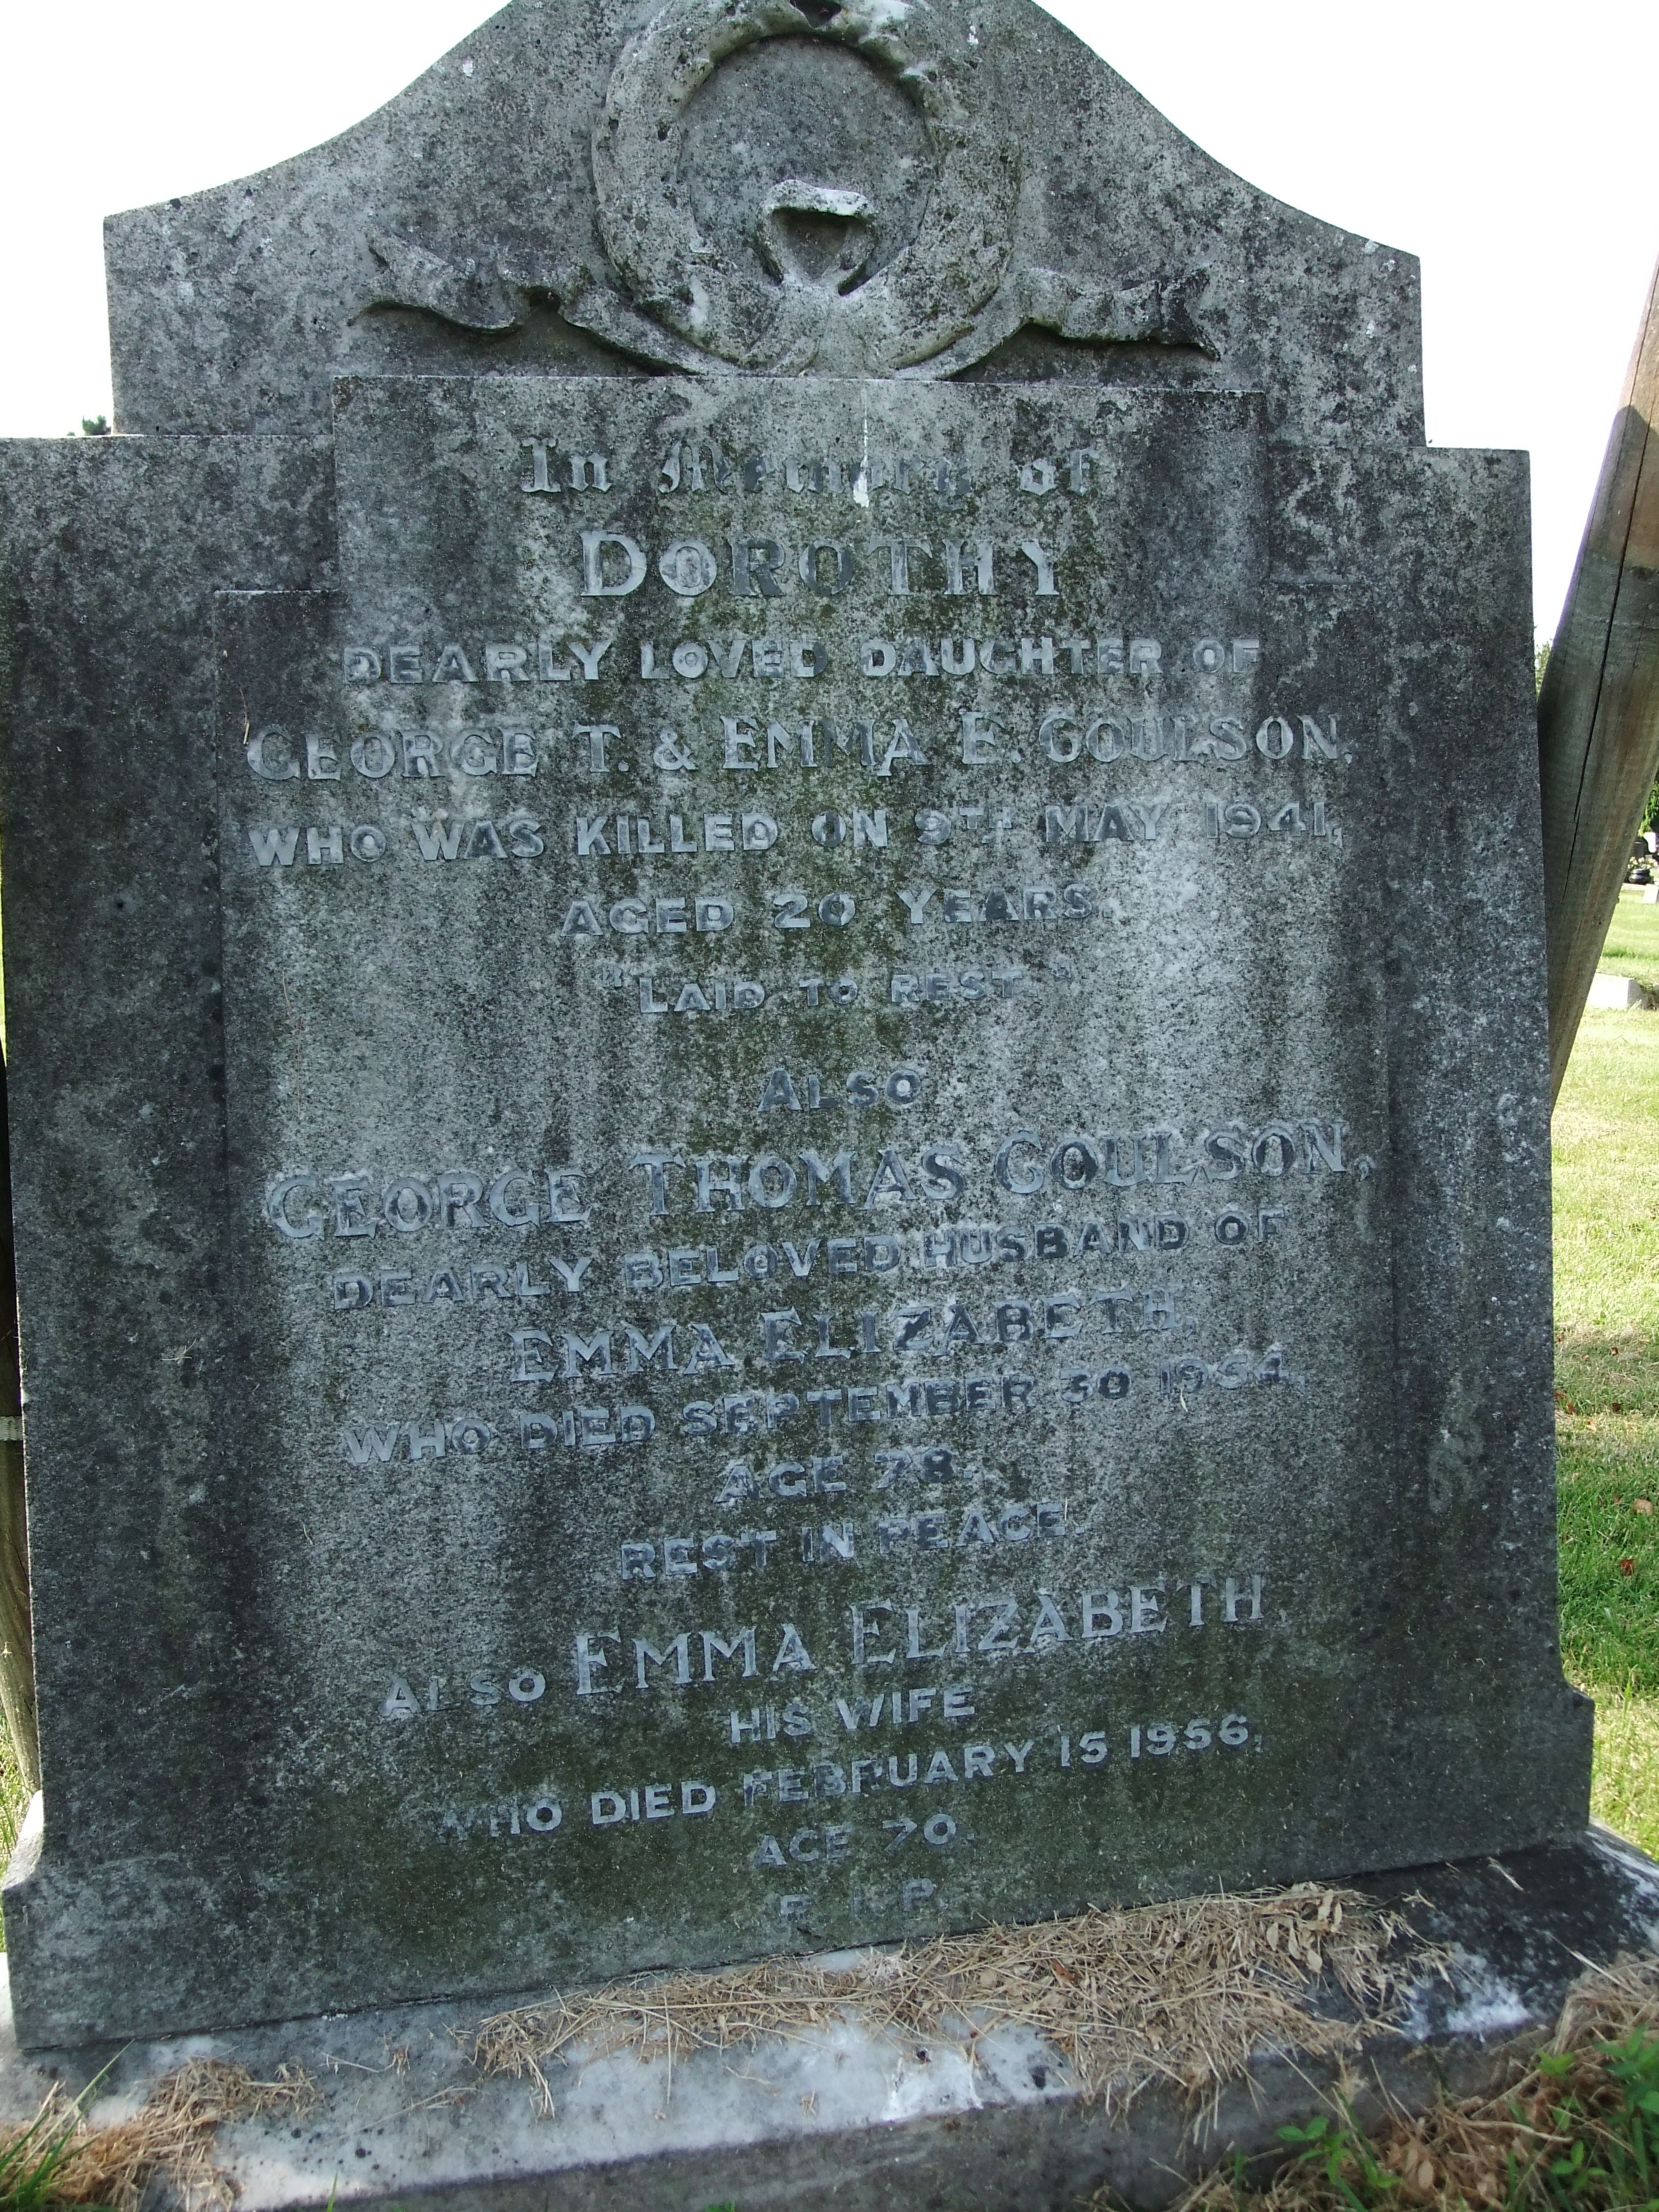 In Memory of
DOROTHY
DEARLY LOVED DAUGHTER OF
GEORGE T. & EMMA E. GOULSON,
WHO WAS KILLED ON 9TH MAY 1941,
AGED 20 YEARS.
"LAID TO REST."
ALSO
GEORGE THOMAS GOULSON,
DEARLY BELOVED HUSBAND OF
EMMA ELIZABETH,
WHO DIED SEPTEMBER 30 1954,
AGE 78.
REST IN PEACE.
ALSO EMMA ELIZABETH,
HIS WIFE
WHO DIED FEBRUARY 15 1956,
AGE 70.
R. I. P.